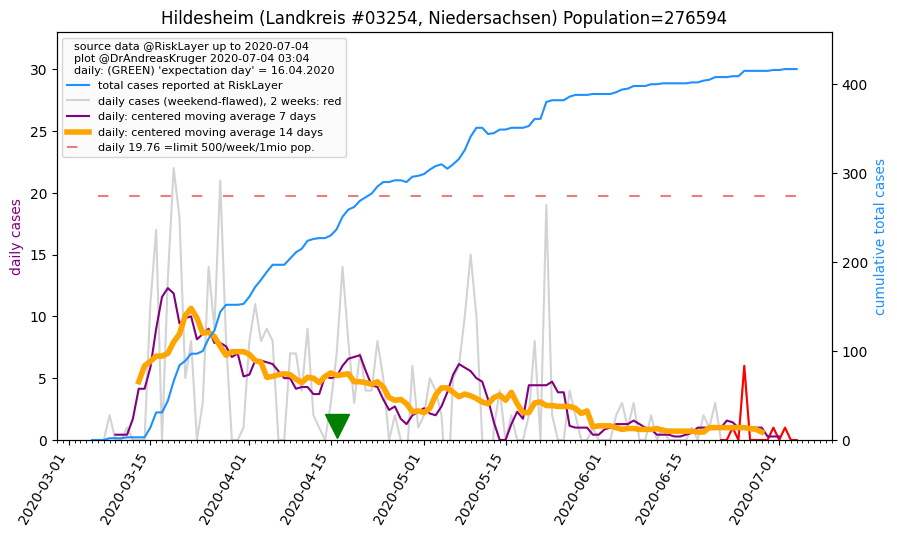 Hildesheim (Landkreis #03254, Niedersachsen) Population=276594
source data @RiskLayer up to 2020-07-04
plot @DrAndreasKruger 2020-07-04 03:04
daily: (GREEN) 'expectation day' = 16.04.2020
total cases reported at RiskLayer
daily cases (weekend-flawed), 2 weeks: red
daily: centered moving average 7 days
daily: centered moving average 14 days
daily 19.76 =limit 500/week/1mio pop.
daily cases
30
25
20
15
10
5
0
cumulative total cases
400
300
200
100
0
2020-03-01
2020-03-15
2020-04-01
2020-04-15
2020-05-01
2020-05-15
2020-06-01
2020-06-15
2020-07-01